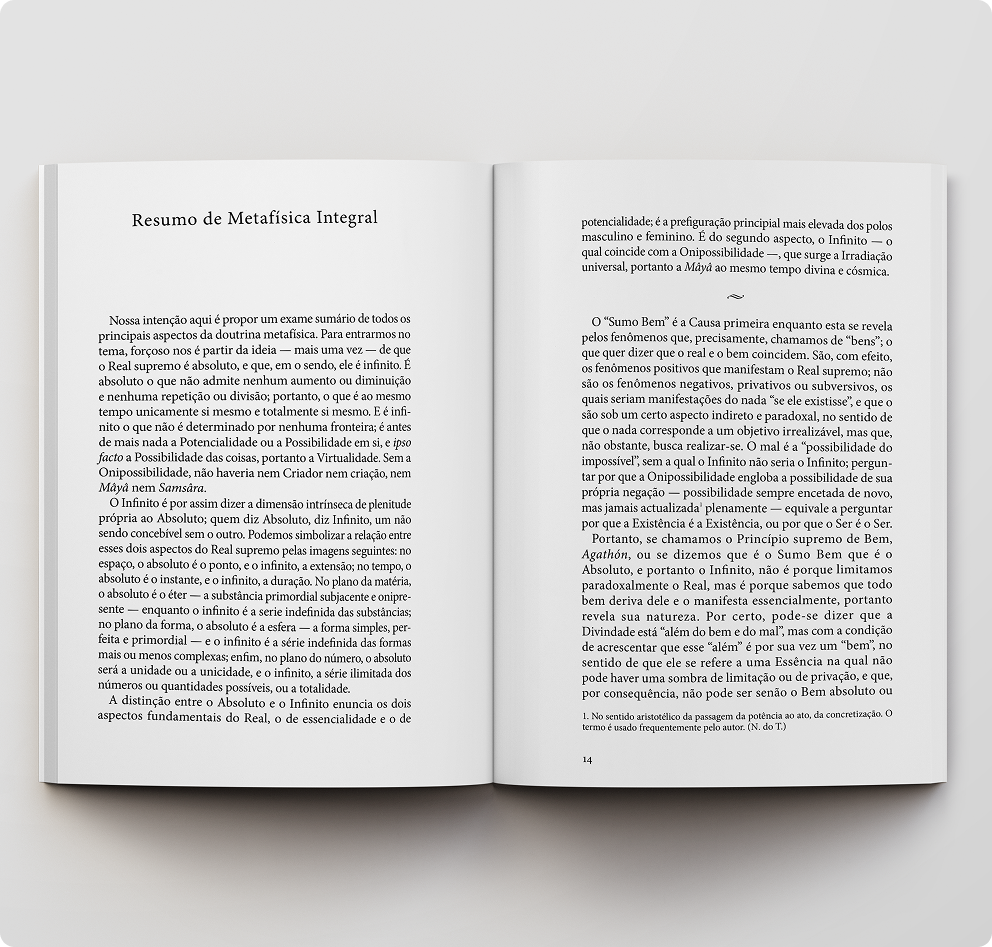 Resumo de Metafísica Integral
Nossa intenção aqui é propor um exame sumário de todos os
principais aspectos da doutrina metafísica. Para entrarmos no
tema, forçoso nos é partir da ideia — mais uma vez — de que
o Real supremo é absoluto, e que, em o sendo, ele é infinito. É
absoluto o que não admite nenhum aumento ou diminuição
e nenhuma repetição ou divisão; portanto, o que é ao mesmo
tempo unicamente si mesmo e totalmente si mesmo. E é infi-
nito o que não é determinado por nenhuma fronteira; é antes
de mais nada a Potencialidade ou a Possibilidade em si, e ipso
facto a Possibilidade das coisas, portanto a Virtualidade. Sem a
Onipossibilidade, não haveria nem Criador nem criação, nem
Mâyâ nem Samsâra.
O Infinito é por assim dizer a dimensão intrínseca de plenitude
própria ao Absoluto; quem diz Absoluto, diz Infinito, um não
sendo concebível sem o outro. Podemos simbolizar a relação entre
esses dois aspectos do Real supremo pelas imagens seguintes: no
espaço, o absoluto é o ponto, e o infinito, a extensão; no tempo, o
absoluto é o instante, e o infinito, a duração. No plano da matéria,
o absoluto é o éter — a substância primordial subjacente e onipre-
sente — enquanto o infinito é a serie indefinida das substâncias;
no plano da forma, o absoluto é a esfera — a forma simples, per-
feita e primordial — e o infinito é a série indefinida das formas
mais ou menos complexas; enfim, no plano do número, o absoluto
será a unidade ou a unicidade, e o infinito, a série ilimitada dos
números ou quantidades possíveis, ou a totalidade.
A distinção entre o Absoluto e o Infinito enuncia os dois
aspectos fundamentais do Real, o de essencialidade e o de
potencialidade; é a prefiguração principial mais elevada dos polos
masculino e feminino. É do segundo aspecto, o Infinito — o
qual coincide com a Onipossibilidade —, que surge a Irradiação
universal, portanto a Mâyâ ao mesmo tempo divina e cósmica.
O “Sumo Bem” é a Causa primeira enquanto esta se revela
pelos fenômenos que, precisamente, chamamos de “bens”; o
que quer dizer que o real e o bem coincidem. São, com efeito,
os fenômenos positivos que manifestam o Real supremo; não
são os fenômenos negativos, privativos ou subversivos, os
quais seriam manifestações do nada “se ele existisse”, e que o
são sob um certo aspecto indireto e paradoxal, no sentido de
que o nada corresponde a um objetivo irrealizável, mas que,
não obstante, busca realizar-se. O mal é a “possibilidade do
impossível”, sem a qual o Infinito não seria o Infinito; pergun-
tar por que a Onipossibilidade engloba a possibilidade de sua
própria negação — possibilidade sempre encetada de novo,
mas jamais actualizada¹ plenamente — equivale a perguntar
por que a Existência é a Existência, ou por que o Ser é o Ser.
Portanto, se chamamos o Princípio supremo de Bem,
Agathón, ou se dizemos que é o Sumo Bem que é o
Absoluto, e portanto o Infinito, não é porque limitamos
paradoxalmente o Real, mas é porque sabemos que todo
bem deriva dele e o manifesta essencialmente, portanto
revela sua natureza. Por certo, pode-se dizer que a
Divindade está “além do bem e do mal”, mas com a condição
de acrescentar que esse “além” é por sua vez um “bem”, no
sentido de que ele se refere a uma Essência na qual não
pode haver uma sombra de limitação ou de privação, e que,
por consequência, não pode ser senão o Bem absoluto ou
1. No sentido aristotélico da passagem da potência ao ato, da concretização. O
termo é usado frequentemente pelo autor. (N. do T.)
14